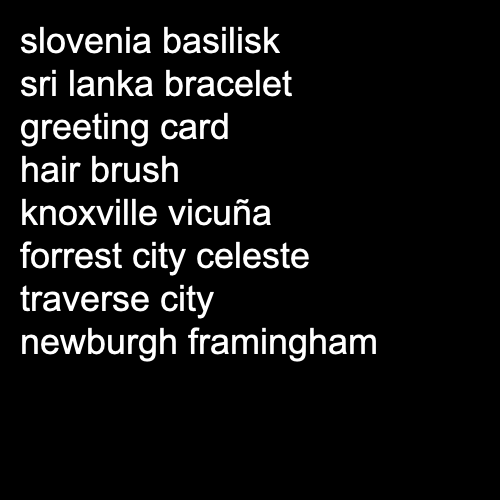 slovenia basilisk
sri lanka bracelet
greeting card
hair brush
knoxville vicuña
forrest city celeste
traverse city
newburgh framingham